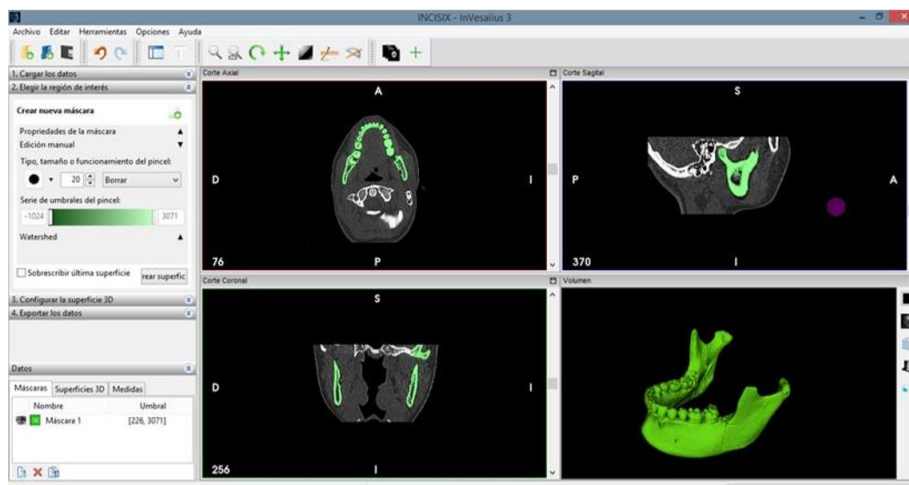 INCISIX - InVesalius 3
Archivo Editar Herramientas Opciones Ayuda
1. Cargar los datos
2. Elegir la región de interés
Crear nueva máscara
Propriedades de la máscara
Edición manual
Tipo, tamaño o funcionamiento del pincel:
20 Borrar
Serie de umbrales del pincel:
-1024 3071
Watershed
Sobrescribir última superficie rear superfic
3. Configurar la superficie 3D
4. Exportar los datos
Datos
Máscaras Superficies 3D Medidas
Nombre Umbral
Máscara 1 [226, 3071]
Corte Axial
A
D I
76 P
Corte Sagital
S
P A
370 I
Corte Coronal
S
D I
256 I
Volumen